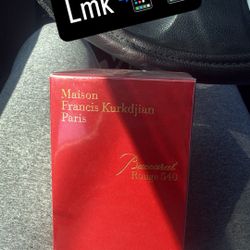 Lmk
Maison
Francis Kurkdjian
Paris
Baccarat
Rouge 540